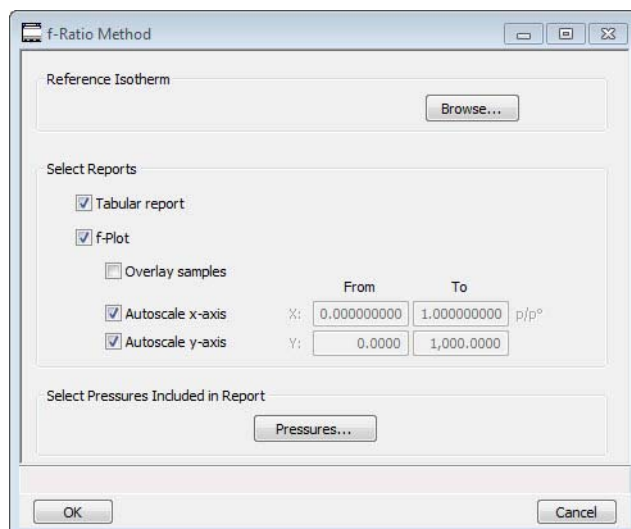 f-Ratio Method
Reference Isotherm
Browse...
Select Reports
Tabular report
f-Plot
Overlay samples
From To
Autoscale x-axis X: 0.000000000 1.000000000 p/p°
Autoscale y-axis Y: 0.0000 1,000.0000
Select Pressures Included in Report
Pressures...
OK Cancel